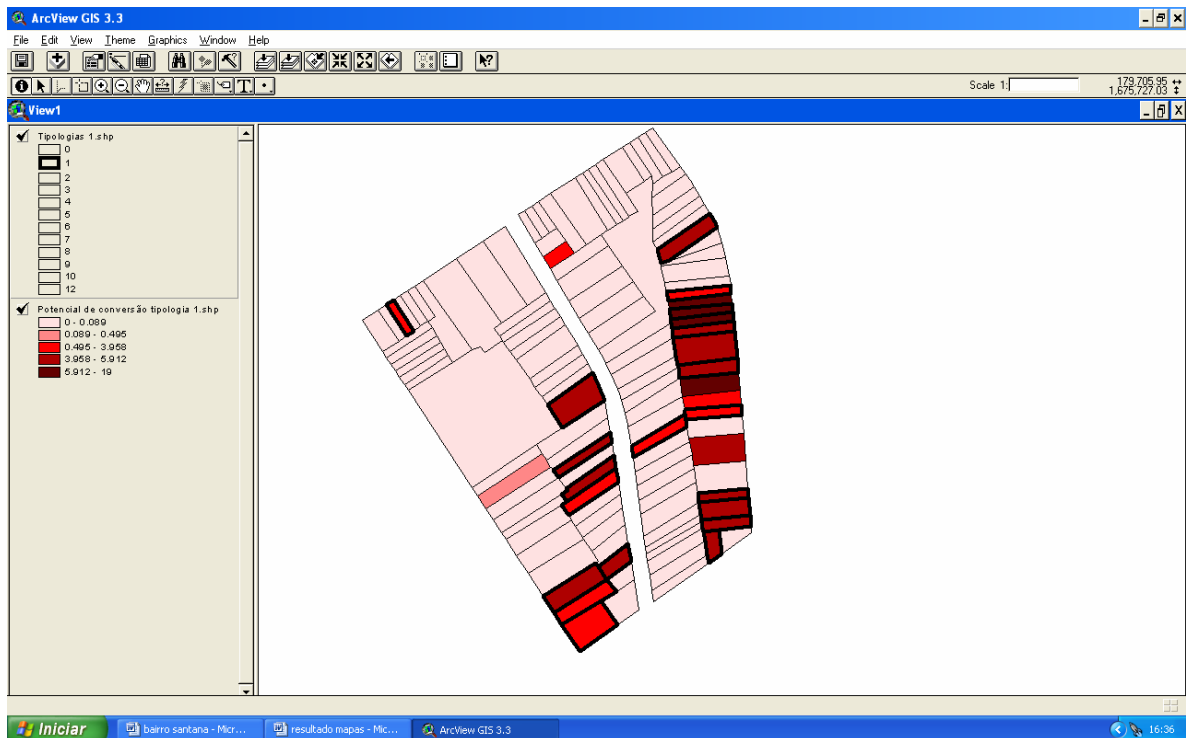 ArcView GIS 3.3
File Edit View Theme Graphics Window Help
Scale 1:
179,705.95
1,675,727.03
View1
Tipologias 1.shp
0
1
2
3
4
5
6
7
8
9
10
12
Potencial de conversão tipologia 1.shp
0 - 0.089
0.089 - 0.495
0.495 - 3.958
3.958 - 5.912
5.912 - 19
Iniciar
bairro santana - Micr...
resultado mapas - Mic...
ArcView GIS 3.3
16:36